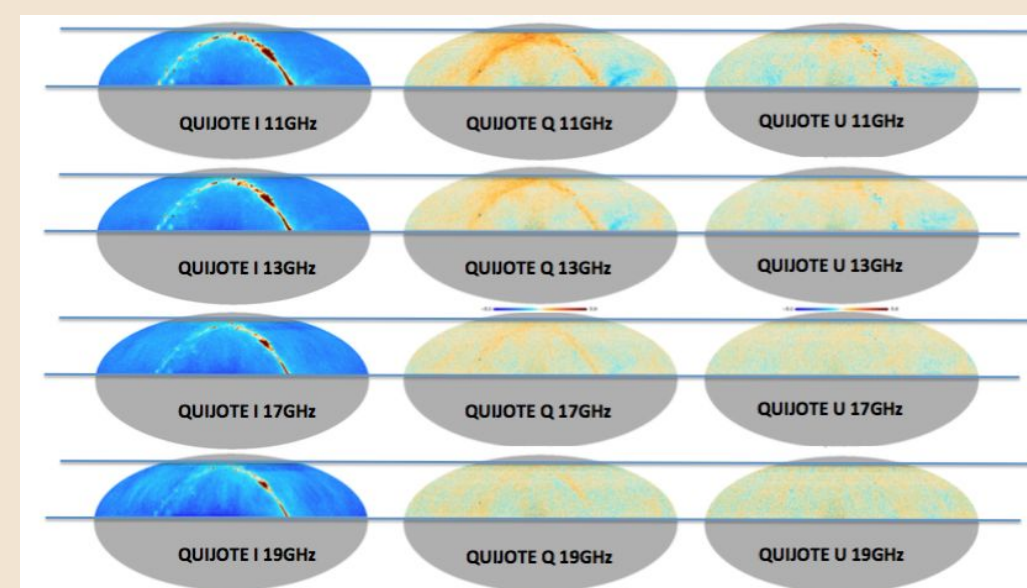 QUIJOTE I 11GHz
QUIJOTE Q 11GHz
QUIJOTE U 11GHz
QUIJOTE I 13GHz
QUIJOTE Q 13GHz
QUIJOTE U 13GHz
QUIJOTE I 17GHz
QUIJOTE Q 17GHz
QUIJOTE U 17GHz
QUIJOTE I 19GHz
QUIJOTE Q 19GHz
QUIJOTE U 19GHz